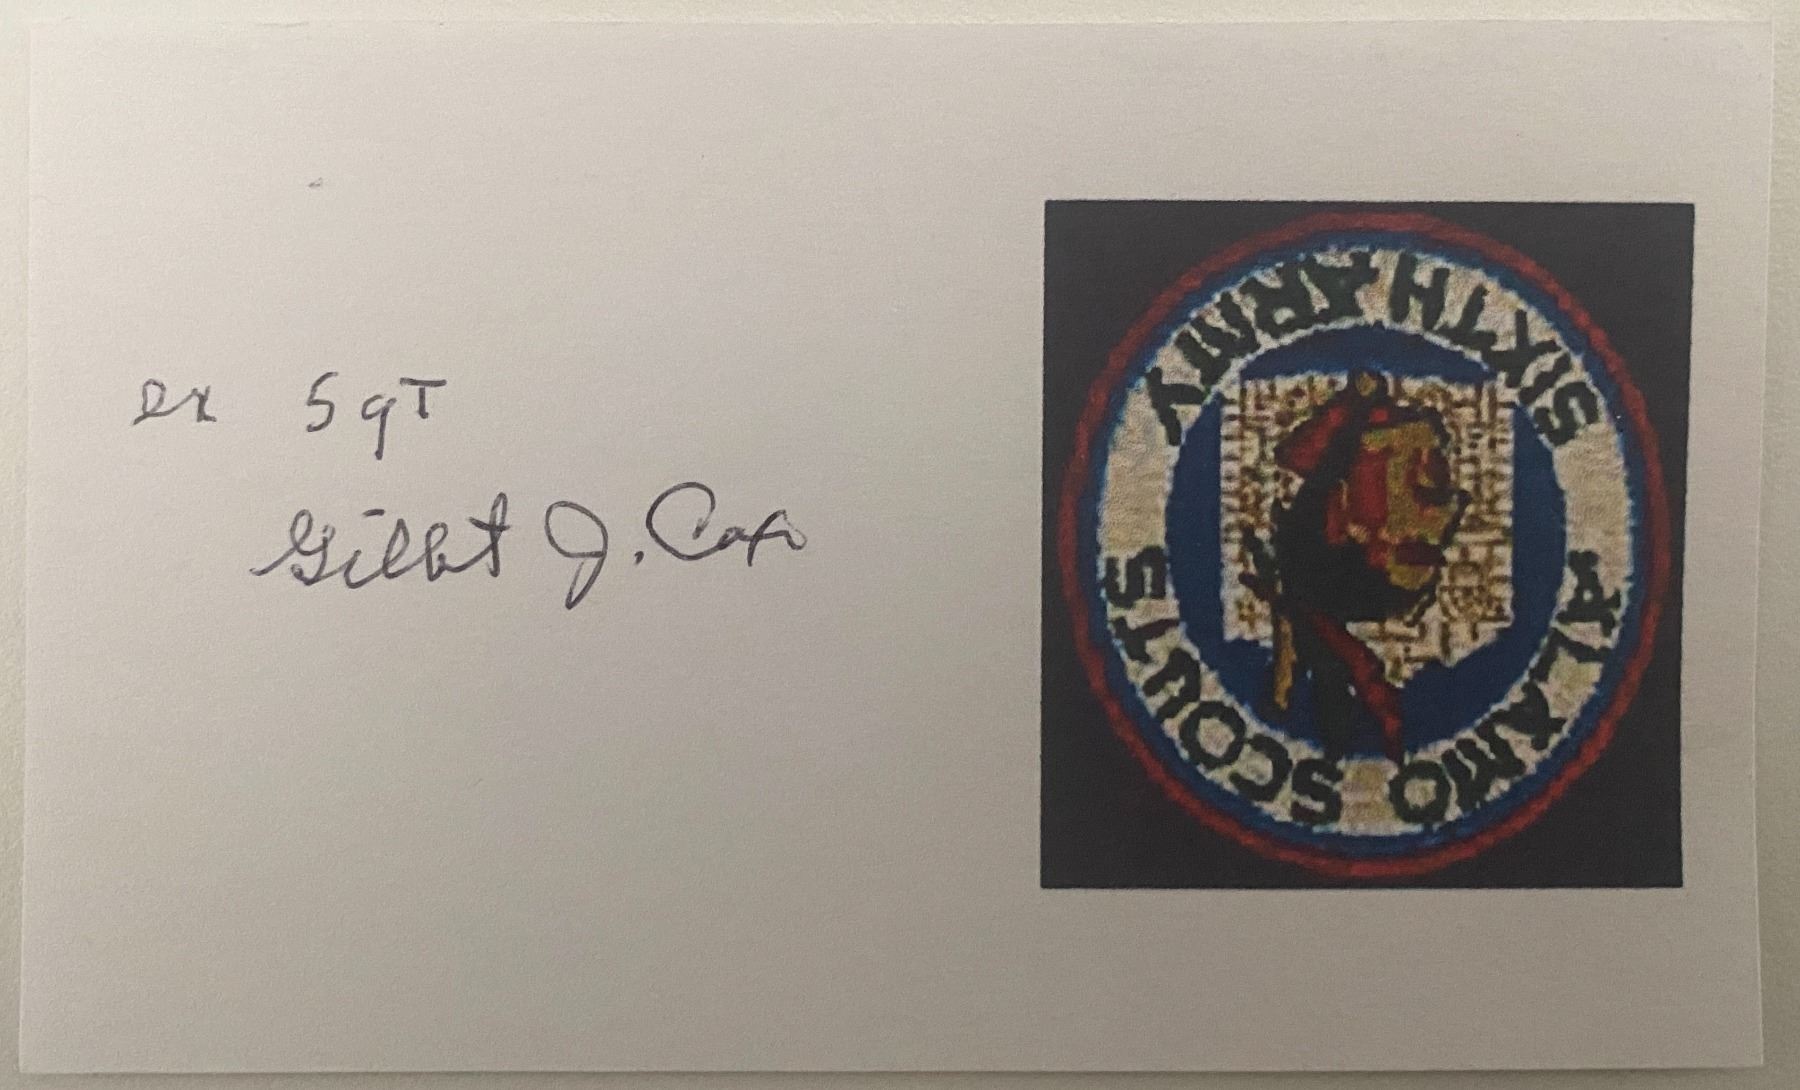 ex SgT
Gilbert J. Cox
ALAMO SCOUTS
SIXTH ARMY